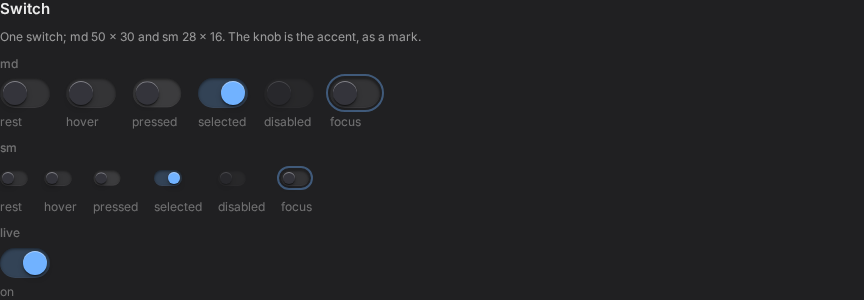 Switch
One switch; md 50 × 30 and sm 28 × 16. The knob is the accent, as a mark.
md
rest hover pressed selected disabled focus
sm
rest hover pressed selected disabled focus
live
on